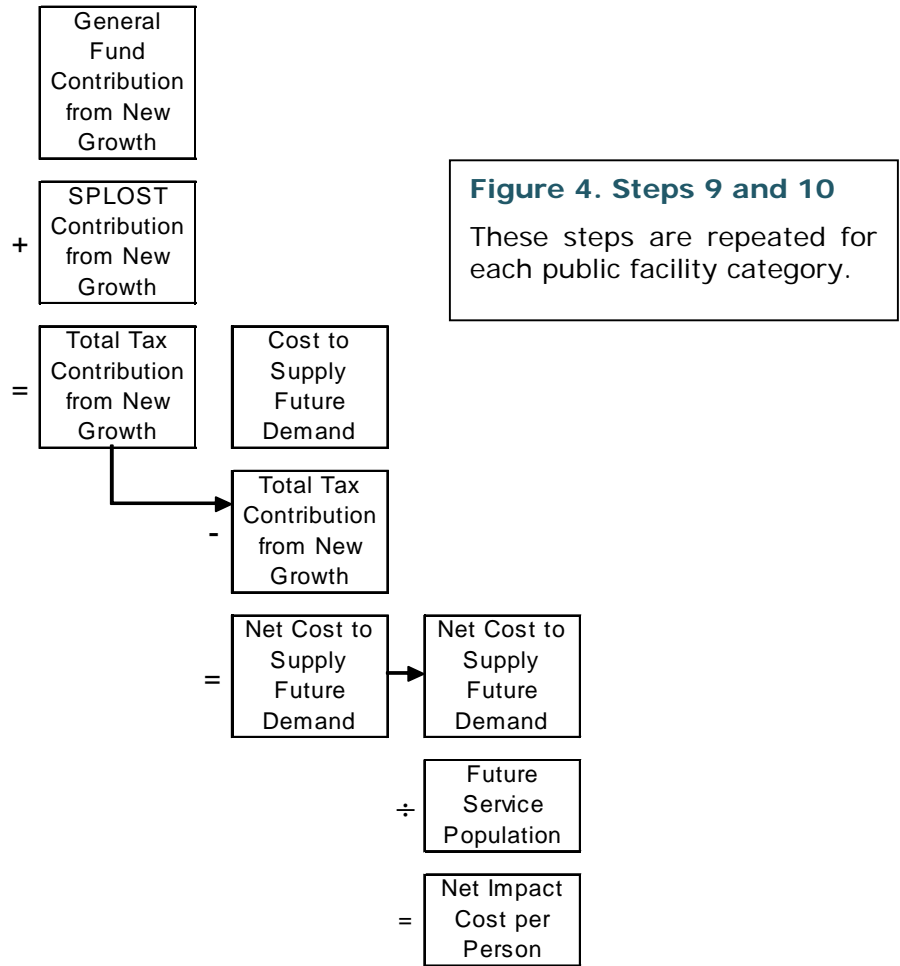 General
Fund
Contribution
from New
Growth
+
SPLOST
Contribution
from New
Growth
=
Total Tax
Contribution
from New
Growth
Cost to
Supply
Future
Demand
-
Total Tax
Contribution
from New
Growth
=
Net Cost to
Supply
Future
Demand
Net Cost to
Supply
Future
Demand
÷
Future
Service
Population
=
Net Impact
Cost per
Person
Figure 4. Steps 9 and 10
These steps are repeated for
each public facility category.